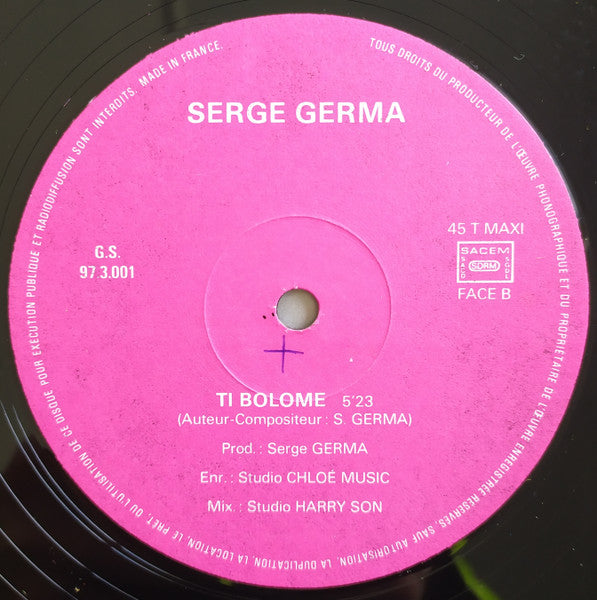 TOUS DROITS DU PRODUCTEUR DE L'ŒUVRE PHONOGRAPHIQUE ET DU PROPRIÉTAIRE DE L'ŒUVRE ENREGISTRÉE RÉSERVÉS, SAUF AUTORISATION, LA DUPLICATION, LA LOCATION, LE PRÊT, OU L'UTILISATION DE CE DISQUE POUR EXÉCUTION PUBLIQUE ET RADIODIFFUSION SONT INTERDITS. MADE IN FRANCE.
SERGE GERMA
G.S.
97 3.001
45 T MAXI
SACEM
SACD
SDRM
SGDL
FACE B
TI BOLOME 5'23
(Auteur-Compositeur : S. GERMA)
Prod. : Serge GERMA
Enr. : Studio CHLOÉ MUSIC
Mix. : Studio HARRY SON